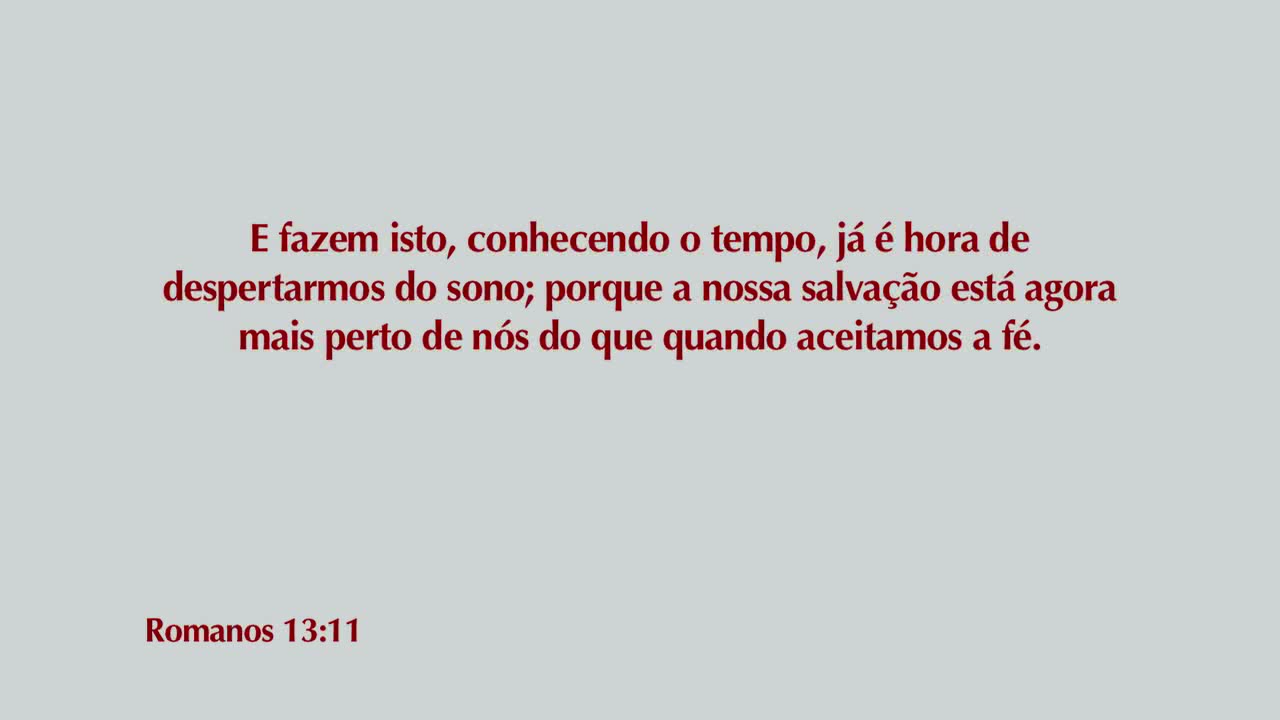 E fazem isto, conhecendo o tempo, já é hora de
despertarmos do sono; porque a nossa salvação está agora
mais perto de nós do que quando aceitamos a fé.
Romanos 13:11